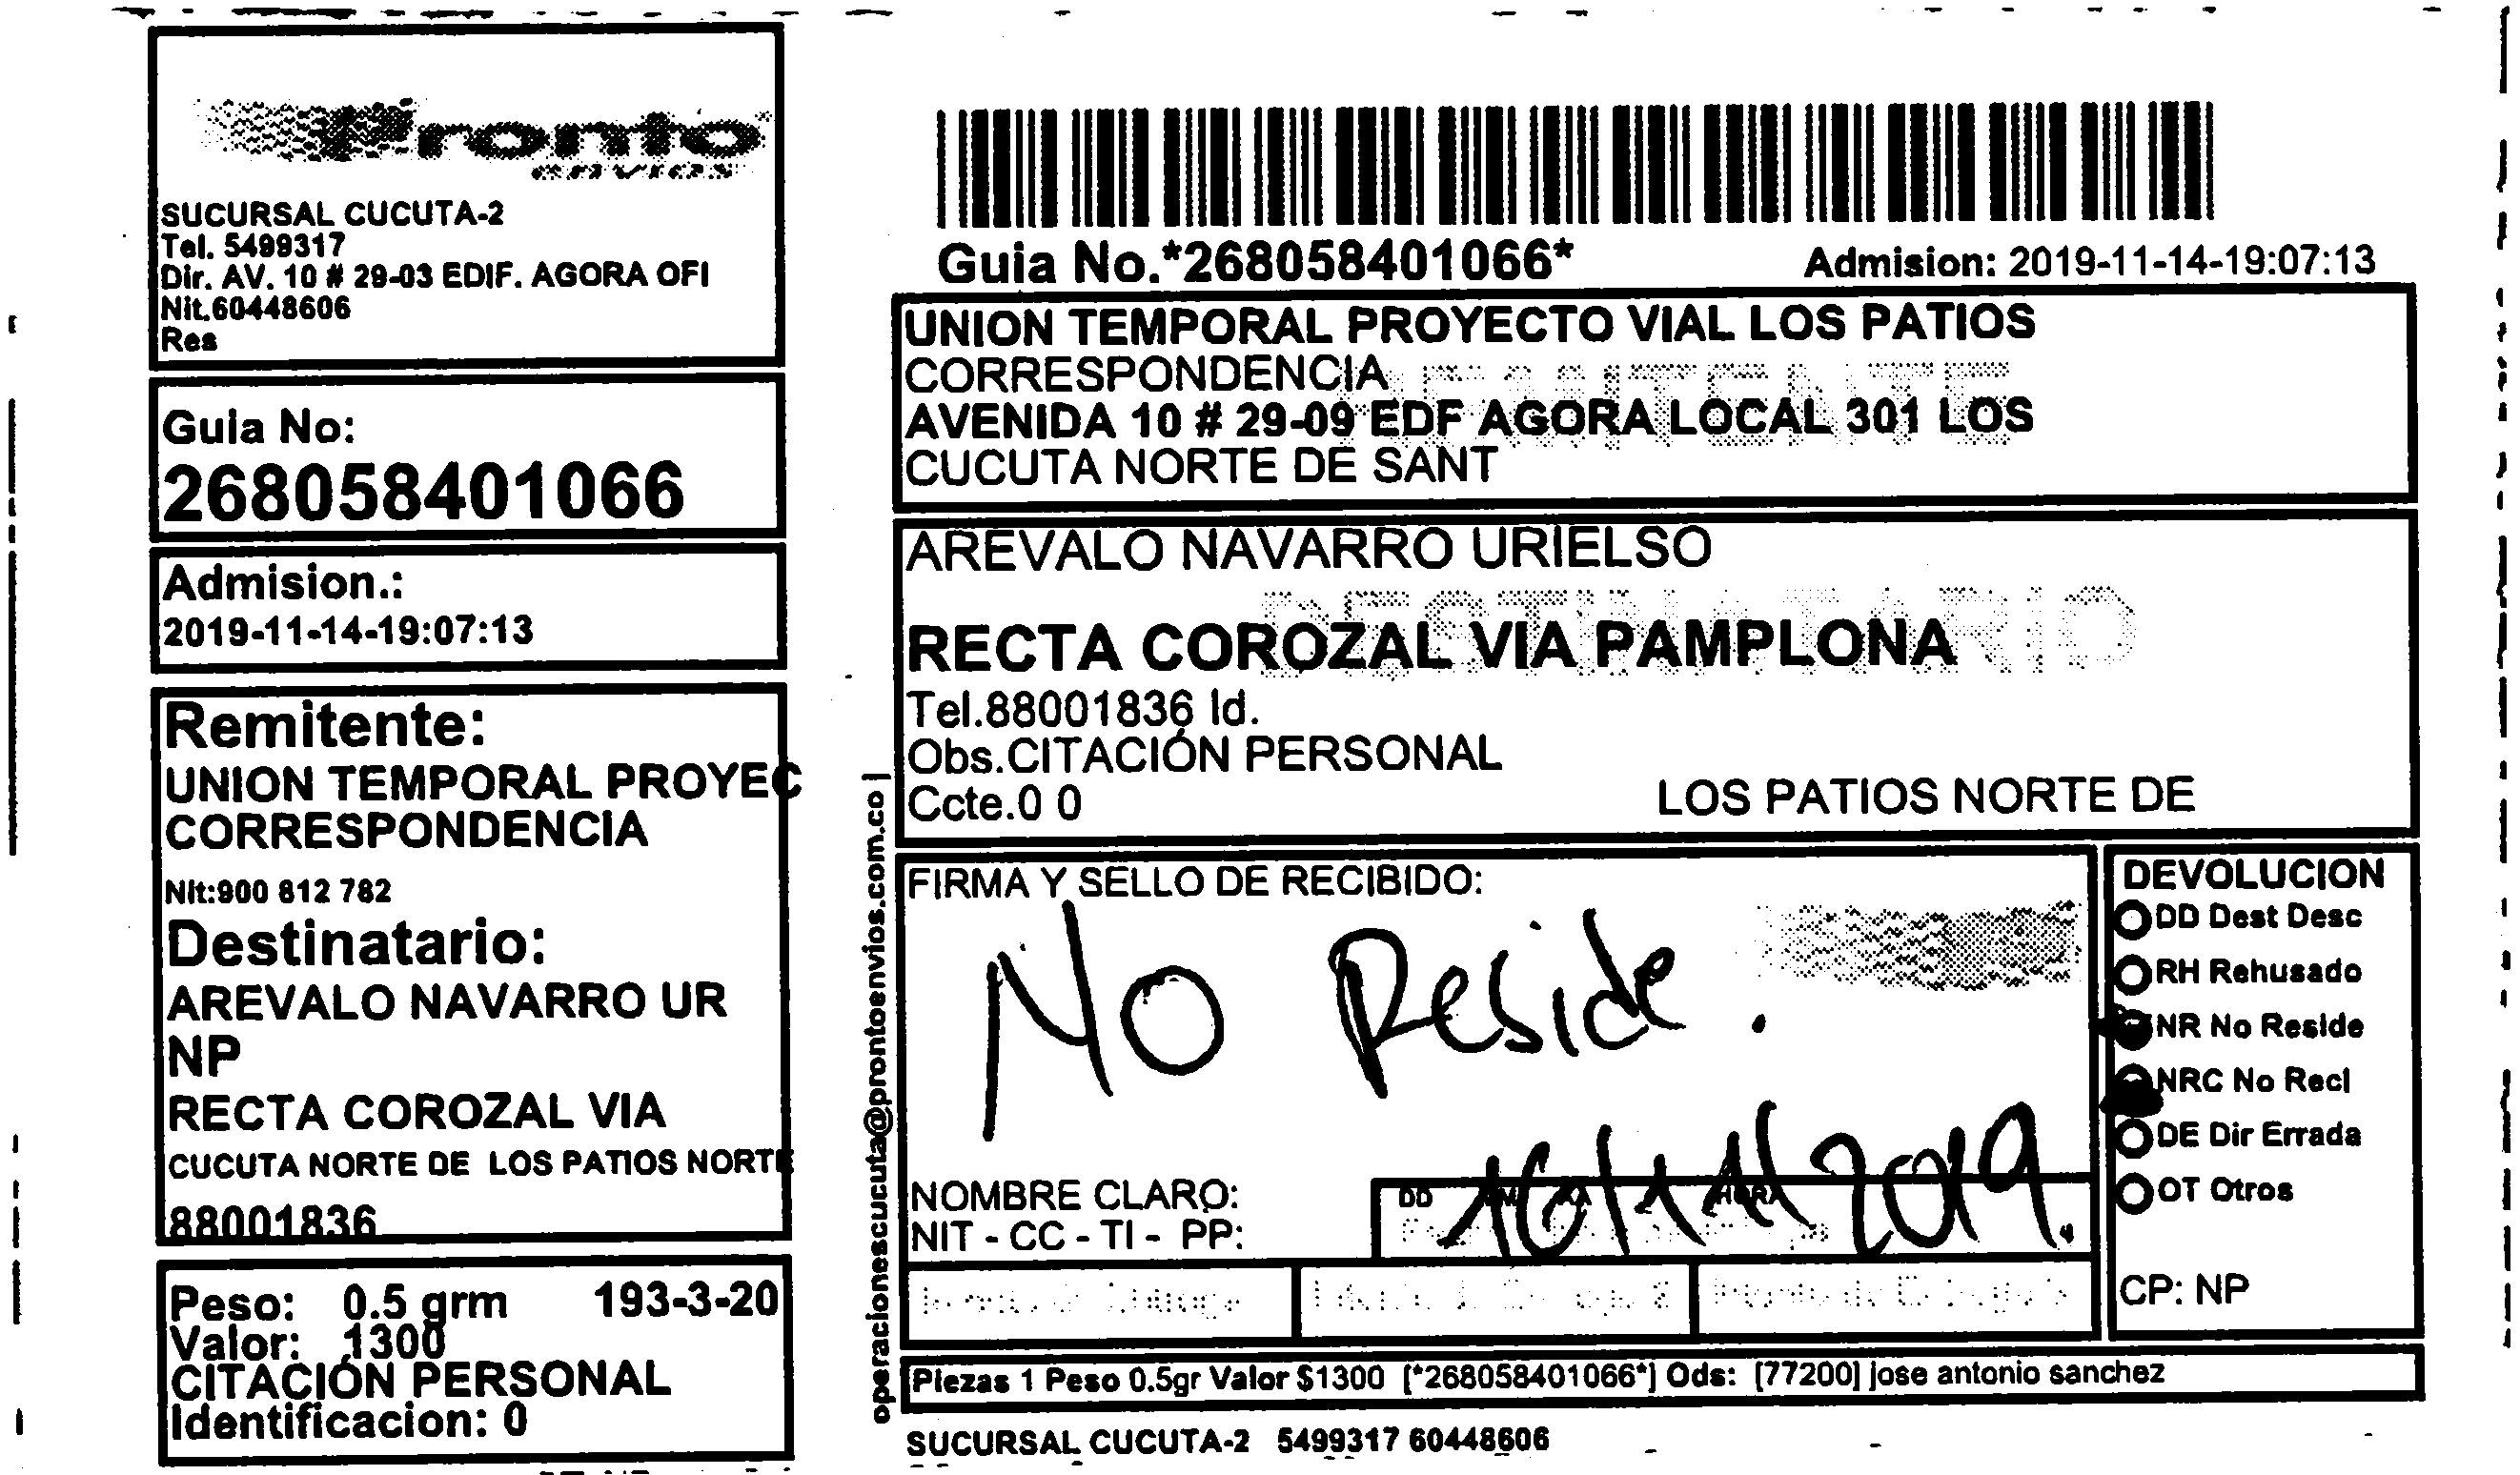 Pronto
envios
SUCURSAL CUCUTA-2
Tel. 5499317
Dir. AV. 10 # 29-03 EDIF. AGORA OFI
Nit.60448606
Res
Guia No:
268058401066
Admision.:
2019-11-14-19:07:13
Remitente:
UNION TEMPORAL PROYEC
CORRESPONDENCIA
Nit:900 812 782
Destinatario:
AREVALO NAVARRO UR
NP
RECTA COROZAL VIA
CUCUTA NORTE DE LOS PATIOS NORTE
88001836
Peso: 0.5 grm 193-3-20
Valor: 1300
CITACIÓN PERSONAL
Identificacion: 0
operacionescucuta@prontoenvios.com.co |
Guia No.*268058401066* Admision: 2019-11-14-19:07:13
UNION TEMPORAL PROYECTO VIAL LOS PATIOS
CORRESPONDENCIA
REMITENTE
AVENIDA 10 # 29-09 EDF AGORA LOCAL 301 LOS
CUCUTA NORTE DE SANT
AREVALO NAVARRO URIELSO
DESTINATARIO
RECTA COROZAL VIA PAMPLONA
Tel.88001836 Id.
Obs.CITACIÓN PERSONAL
Ccte.0 0 LOS PATIOS NORTE DE
FIRMA Y SELLO DE RECIBIDO:
No Reside.
16/11/2019.
NOMBRE CLARO:
NIT - CC - TI - PP:
DD
HORA
DEVOLUCION
DD Dest Desc
RH Rehusado
NR No Reside
NRC No Recl
DE Dir Errada
OT Otros
CP: NP
Piezas 1 Peso 0.5gr Valor $1300 [*268058401066*] Ods: [77200] jose antonio sanchez
SUCURSAL CUCUTA-2 5499317 60448606